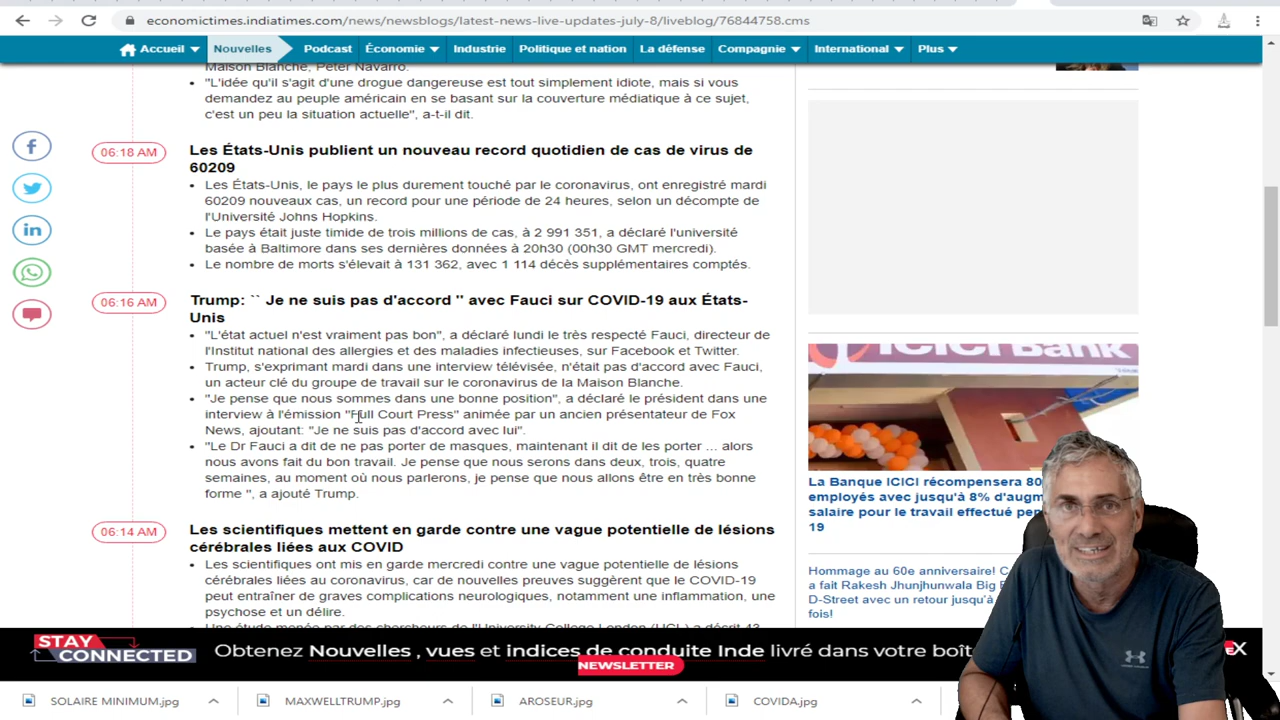 economictimes.indiatimes.com/news/newsblogs/latest-news-live-updates-july-8/liveblog/76844758.cms
Accueil Nouvelles Podcast Économie Industrie Politique et nation La défense Compagnie International Plus
Maison Blanche, Peter Navarro.
• "L'idée qu'il s'agit d'une drogue dangereuse est tout simplement idiote, mais si vous
demandez au peuple américain en se basant sur la couverture médiatique à ce sujet,
c'est un peu la situation actuelle", a-t-il dit.
06:18 AM
Les États-Unis publient un nouveau record quotidien de cas de virus de
60209
• Les États-Unis, le pays le plus durement touché par le coronavirus, ont enregistré mardi
60209 nouveaux cas, un record pour une période de 24 heures, selon un décompte de
l'Université Johns Hopkins.
• Le pays était juste timide de trois millions de cas, à 2 991 351, a déclaré l'université
basée à Baltimore dans ses dernières données à 20h30 (00h30 GMT mercredi).
• Le nombre de morts s'élevait à 131 362, avec 1 114 décès supplémentaires comptés.
06:16 AM
Trump: `` Je ne suis pas d'accord '' avec Fauci sur COVID-19 aux États-
Unis
• "L'état actuel n'est vraiment pas bon", a déclaré lundi le très respecté Fauci, directeur de
l'Institut national des allergies et des maladies infectieuses, sur Facebook et Twitter.
• Trump, s'exprimant mardi dans une interview télévisée, n'était pas d'accord avec Fauci,
un acteur clé du groupe de travail sur le coronavirus de la Maison Blanche.
• "Je pense que nous sommes dans une bonne position", a déclaré le président dans une
interview à l'émission "Full Court Press" animée par un ancien présentateur de Fox
News, ajoutant: "Je ne suis pas d'accord avec lui".
• "Le Dr Fauci a dit de ne pas porter de masques, maintenant il dit de les porter ... alors
nous avons fait du bon travail. Je pense que nous serons dans deux, trois, quatre
semaines, au moment où nous parlerons, je pense que nous allons être en très bonne
forme ", a ajouté Trump.
06:14 AM
Les scientifiques mettent en garde contre une vague potentielle de lésions
cérébrales liées aux COVID
• Les scientifiques ont mis en garde mercredi contre une vague potentielle de lésions
cérébrales liées au coronavirus, car de nouvelles preuves suggèrent que le COVID-19
peut entraîner de graves complications neurologiques, notamment une inflammation, une
psychose et un délire.
• Une étude menée par des chercheurs de l'University College London (UCL) a décrit 43
ICICI Bank
La Banque ICICI récompensera 80
employés avec jusqu'à 8% d'augm
salaire pour le travail effectué pen
19
Hommage au 60e anniversaire!
a fait Rakesh Jhunjhunwala Big
D-Street avec un retour jusqu'à
fois!
STAY
CONNECTED
Obtenez Nouvelles , vues et indices de conduite Inde livré dans votre boît
NEWSLETTER
X
SOLAIRE MINIMUM.jpg MAXWELLTRUMP.jpg AROSEUR.jpg COVIDA.jpg